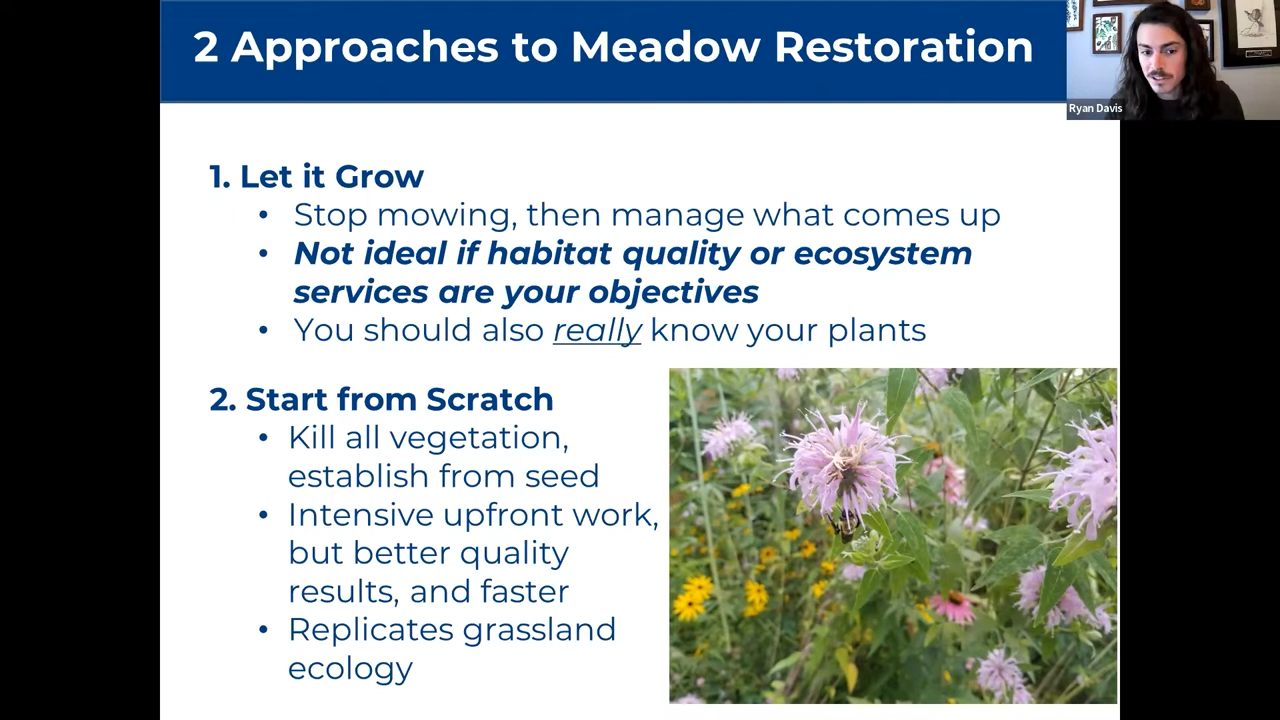 2 Approaches to Meadow Restoration
Ryan Davis
1. Let it Grow
• Stop mowing, then manage what comes up
• Not ideal if habitat quality or ecosystem
services are your objectives
• You should also really know your plants
2. Start from Scratch
• Kill all vegetation,
establish from seed
• Intensive upfront work,
but better quality
results, and faster
• Replicates grassland
ecology